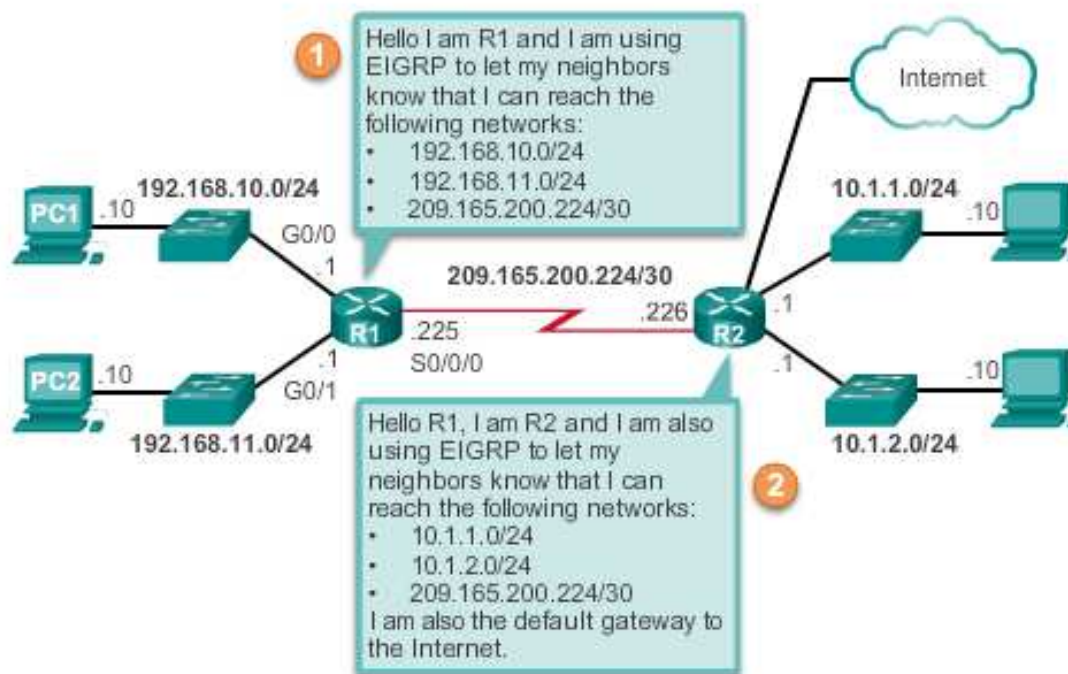 1
Hello I am R1 and I am using
EIGRP to let my neighbors
know that I can reach the
following networks:
• 192.168.10.0/24
• 192.168.11.0/24
• 209.165.200.224/30
Internet
192.168.10.0/24
10.1.1.0/24
PC1
.10
G0/0
.1
.10
209.165.200.224/30
R1
.225
S0/0/0
.226
R2
.1
PC2
.10
.1
G0/1
192.168.11.0/24
.1
.10
10.1.2.0/24
Hello R1, I am R2 and I am also
using EIGRP to let my
neighbors know that I can
reach the following networks:
• 10.1.1.0/24
• 10.1.2.0/24
• 209.165.200.224/30
I am also the default gateway to
the Internet.
2